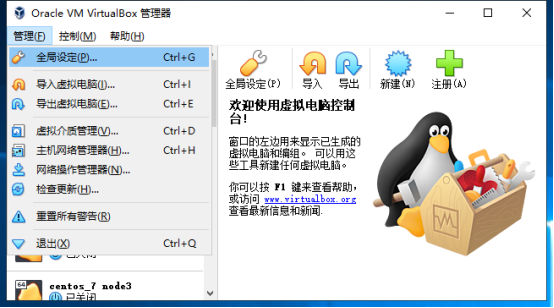 Oracle VM VirtualBox 管理器
管理(F) 控制(M) 帮助(H)
全局设定(P)... Ctrl+G
导入虚拟电脑(I)... Ctrl+I
导出虚拟电脑(E)... Ctrl+E
虚拟介质管理(V)... Ctrl+D
主机网络管理器(H)... Ctrl+H
网络操作管理器(N)...
检查更新(H)...
重置所有警告(R)
退出(X) Ctrl+Q
已关闭
64 centos_7 node3
已关闭
全局设定(P) 导入 导出 新建(N) 注册(A)
欢迎使用虚拟电脑控制
台!
窗口的左边用来显示已生成的
虚拟电脑和编组。 可以用这
些工具新建任何虚拟电脑。
你可以按 F1 键来查看帮助,
或访问 www.virtualbox.org
查看最新信息和新闻.